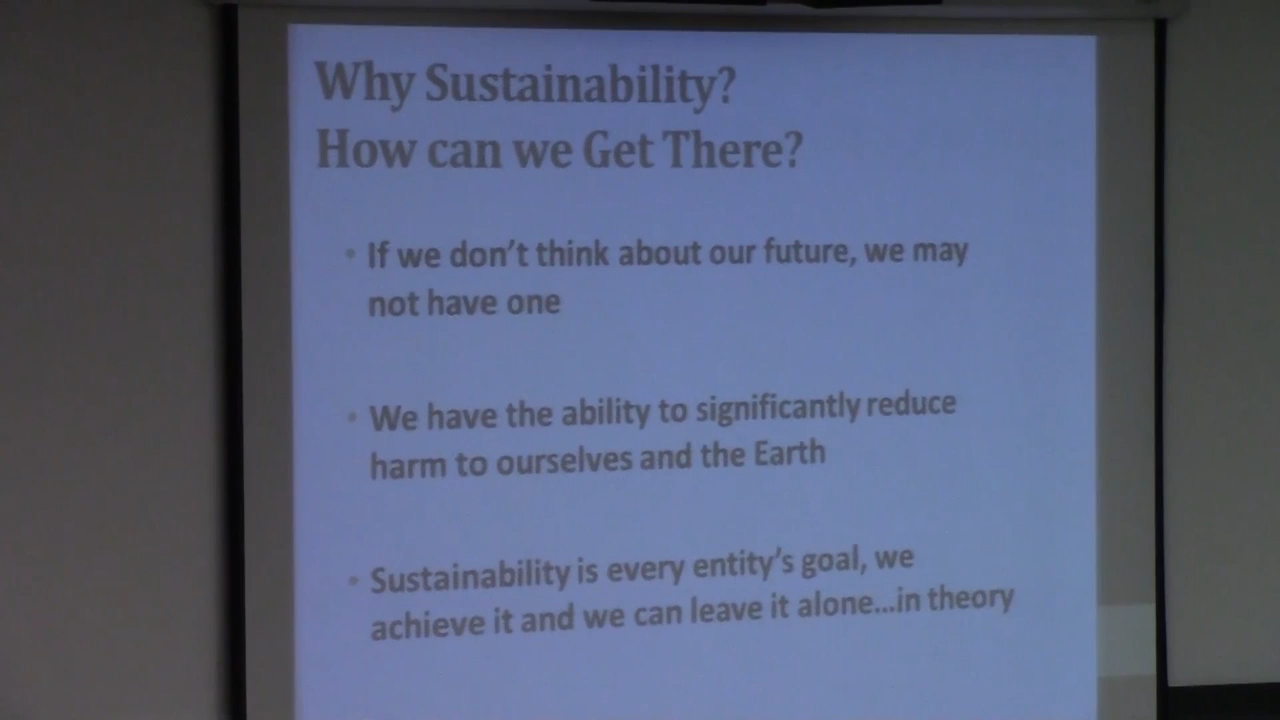 Why Sustainability?
How can we Get There?
• If we don't think about our future, we may
not have one
• We have the ability to significantly reduce
harm to ourselves and the Earth
• Sustainability is every entity's goal, we
achieve it and we can leave it alone...in theory